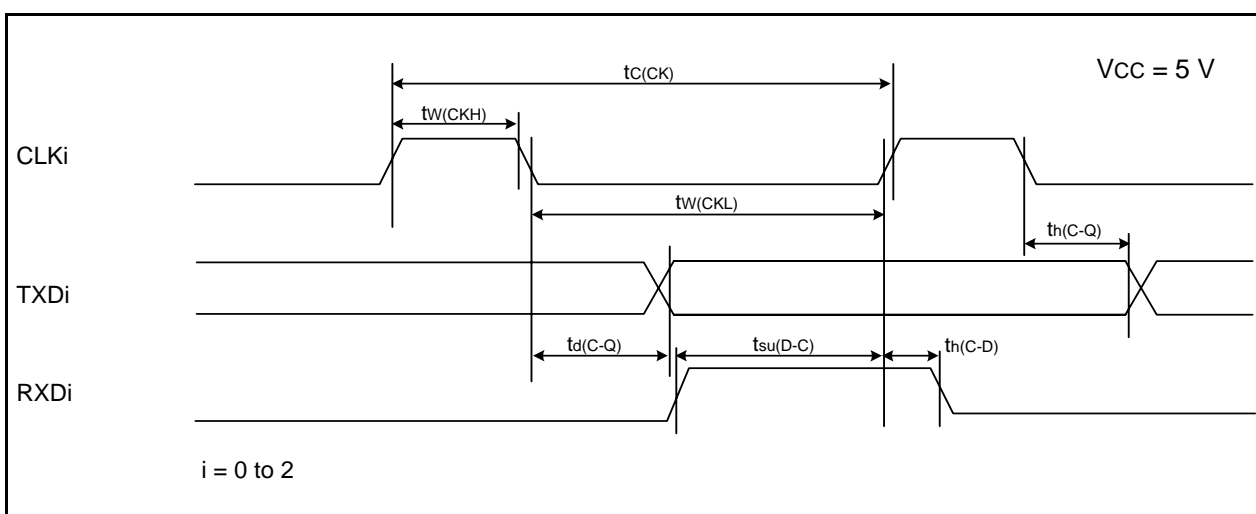 tC(CK)
VCC = 5 V
tW(CKH)
CLKi
tW(CKL)
th(C-Q)
TXDi
td(C-Q)
tsu(D-C)
th(C-D)
RXDi
i = 0 to 2